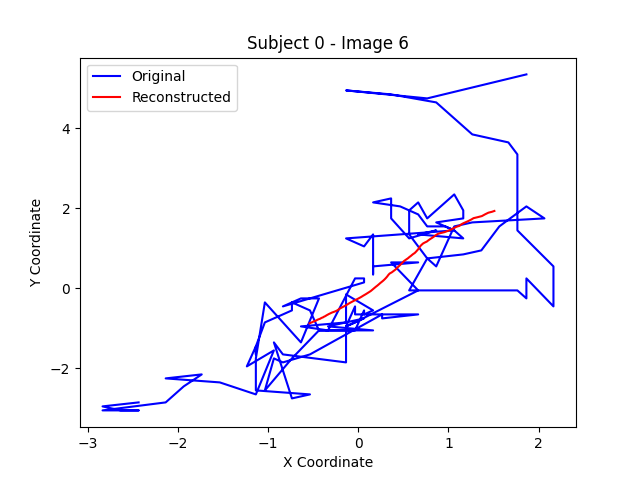 Subject 0 - Image 6
Original
Reconstructed
Y Coordinate
4
2
0
−2
−3
−2
−1
0
1
2
X Coordinate